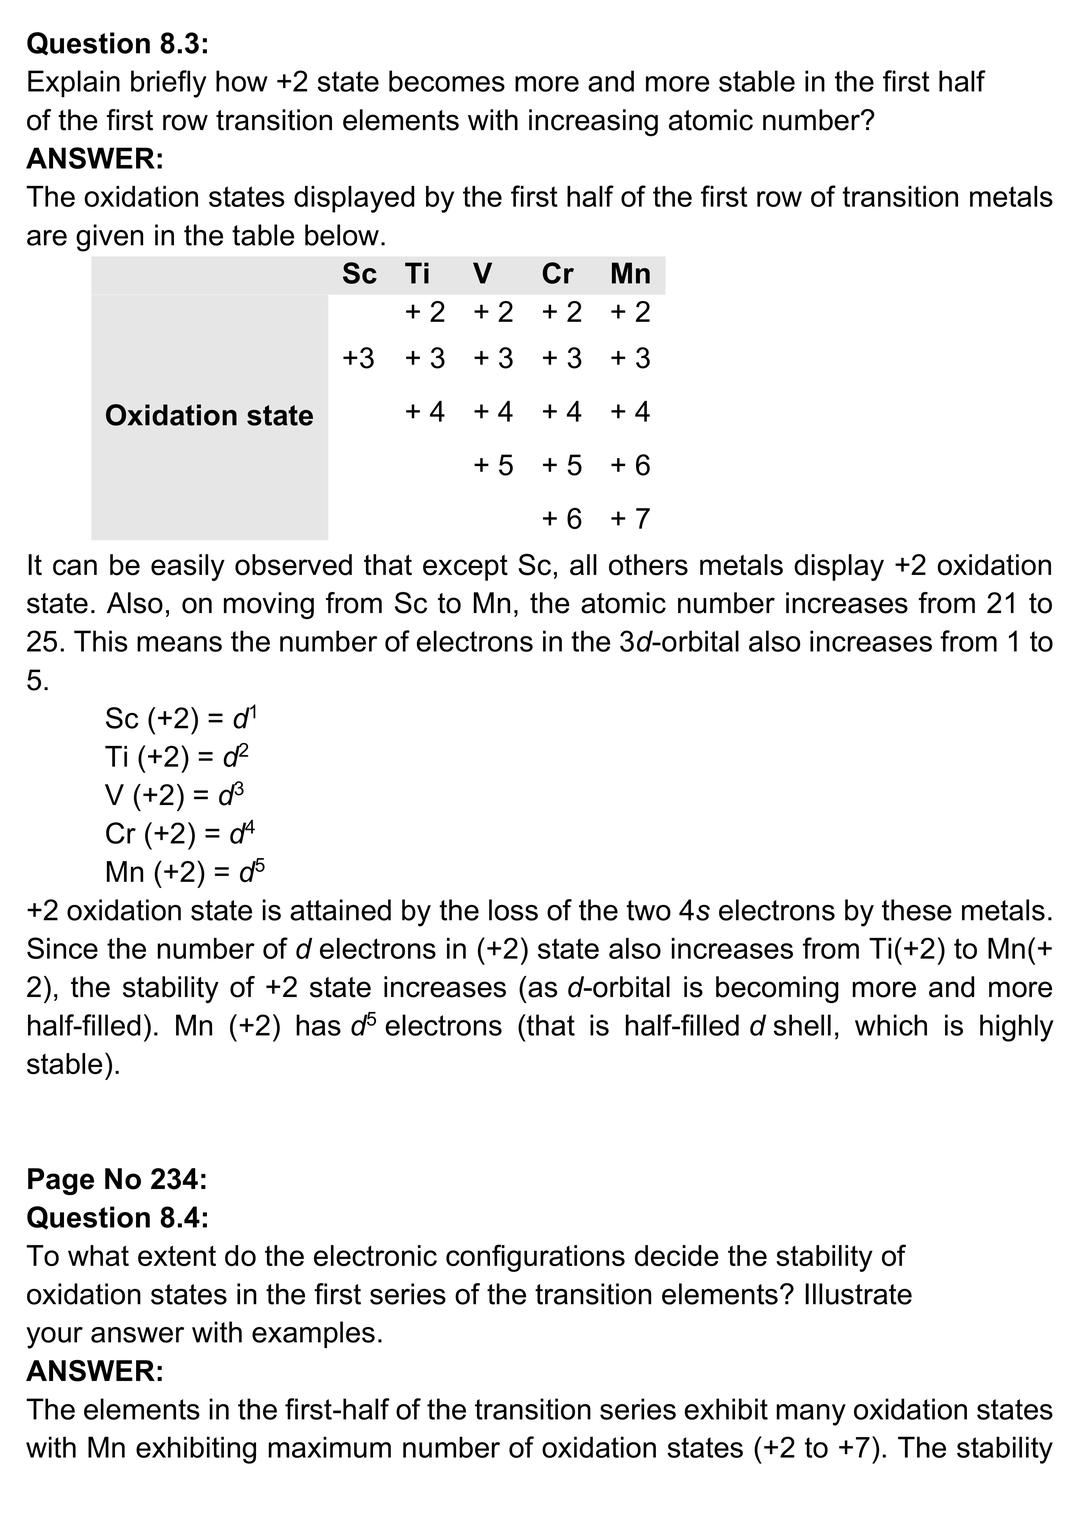 Question 8.3:
Explain briefly how +2 state becomes more and more stable in the first half
of the first row transition elements with increasing atomic number?
ANSWER:
The oxidation states displayed by the first half of the first row of transition metals
are given in the table below.
Sc Ti V Cr Mn
+ 2 + 2 + 2 + 2
+3 + 3 + 3 + 3 + 3
Oxidation state + 4 + 4 + 4 + 4
+ 5 + 5 + 6
+ 6 + 7
It can be easily observed that except Sc, all others metals display +2 oxidation
state. Also, on moving from Sc to Mn, the atomic number increases from 21 to
25. This means the number of electrons in the 3d-orbital also increases from 1 to
5.
Sc (+2) = d¹
Ti (+2) = d²
V (+2) = d³
Cr (+2) = d⁴
Mn (+2) = d⁵
+2 oxidation state is attained by the loss of the two 4s electrons by these metals.
Since the number of d electrons in (+2) state also increases from Ti(+2) to Mn(+
2), the stability of +2 state increases (as d-orbital is becoming more and more
half-filled). Mn (+2) has d⁵ electrons (that is half-filled d shell, which is highly
stable).
Page No 234:
Question 8.4:
To what extent do the electronic configurations decide the stability of
oxidation states in the first series of the transition elements? Illustrate
your answer with examples.
ANSWER:
The elements in the first-half of the transition series exhibit many oxidation states
with Mn exhibiting maximum number of oxidation states (+2 to +7). The stability